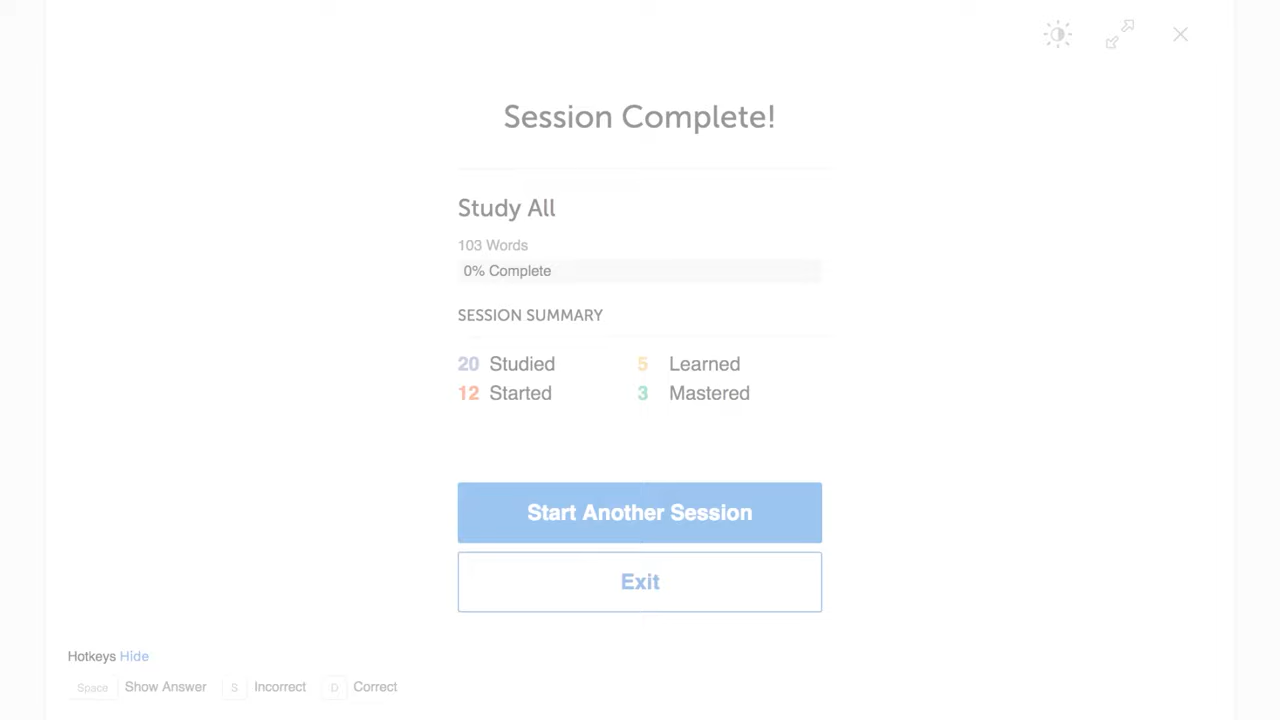 Session Complete!
Study All
103 Words
0% Complete
SESSION SUMMARY
20 Studied 5 Learned
12 Started 3 Mastered
Start Another Session
Exit
Hotkeys Hide
Space Show Answer S Incorrect D Correct